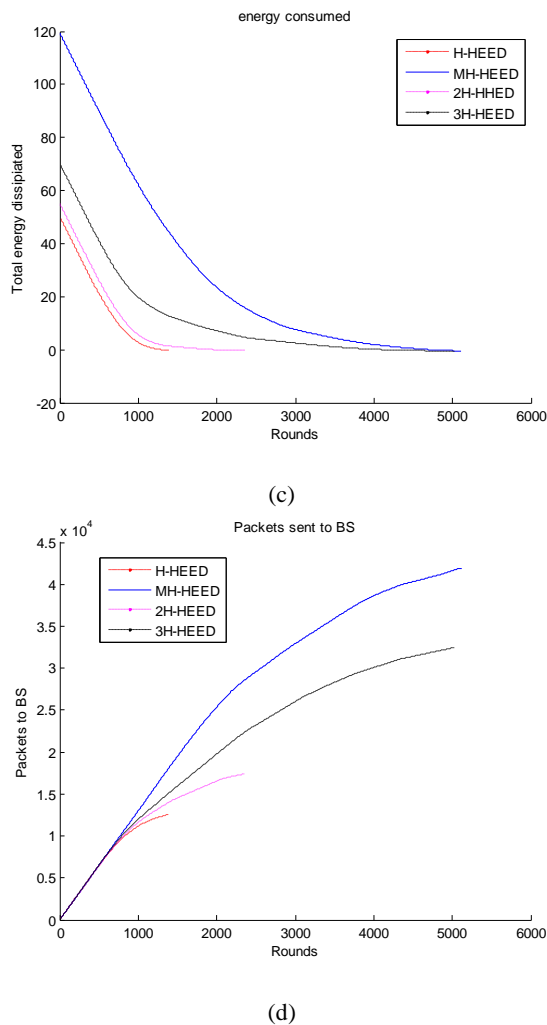 energy consumed
120
100
80
60
40
20
0
-20
Total energy dissipiated
H-HEED
MH-HEED
2H-HHED
3H-HEED
0 1000 2000 3000 4000 5000 6000
Rounds
(c)
x 10^4
Packets sent to BS
4.5
4
3.5
3
2.5
2
1.5
1
0.5
0
Packets to BS
H-HEED
MH-HEED
2H-HEED
3H-HEED
0 1000 2000 3000 4000 5000 6000
Rounds
(d)